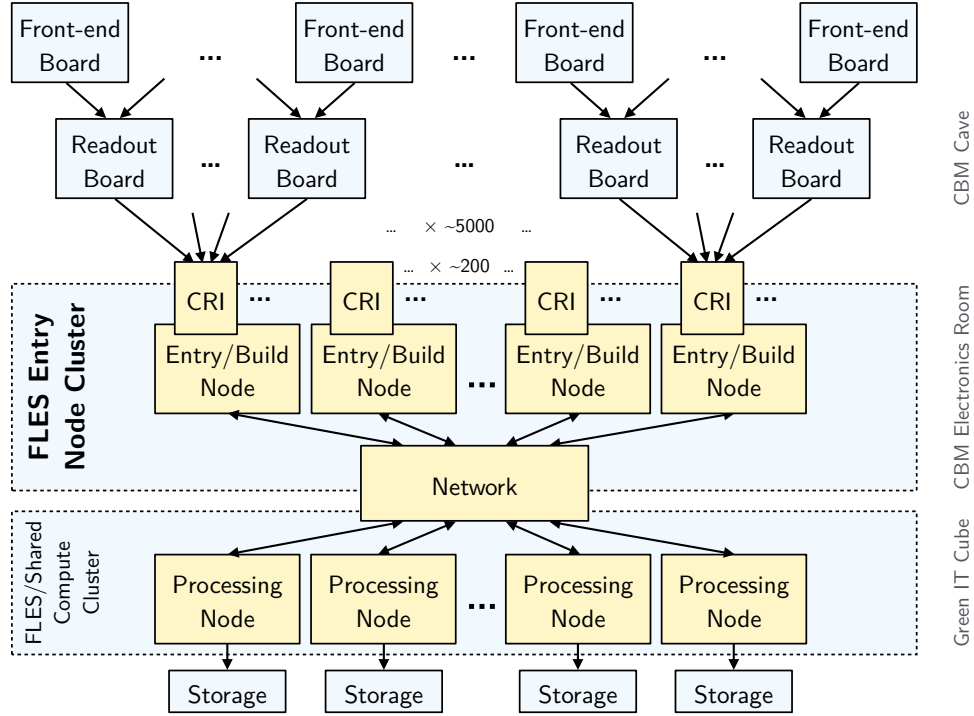 Front-end
Board
...
Front-end
Board
...
Front-end
Board
...
Front-end
Board
Readout
Board
...
Readout
Board
...
Readout
Board
...
Readout
Board
CBM Cave
... × ~5000 ...
... × ~200 ...
CRI ...
CRI ...
CRI ...
CRI ...
FLES Entry
Node Cluster
Entry/Build
Node
Entry/Build
Node
...
Entry/Build
Node
Entry/Build
Node
CBM Electronics Room
Network
FLES/Shared
Compute
Cluster
Processing
Node
Processing
Node
...
Processing
Node
Processing
Node
Green IT Cube
Storage
Storage
Storage
Storage